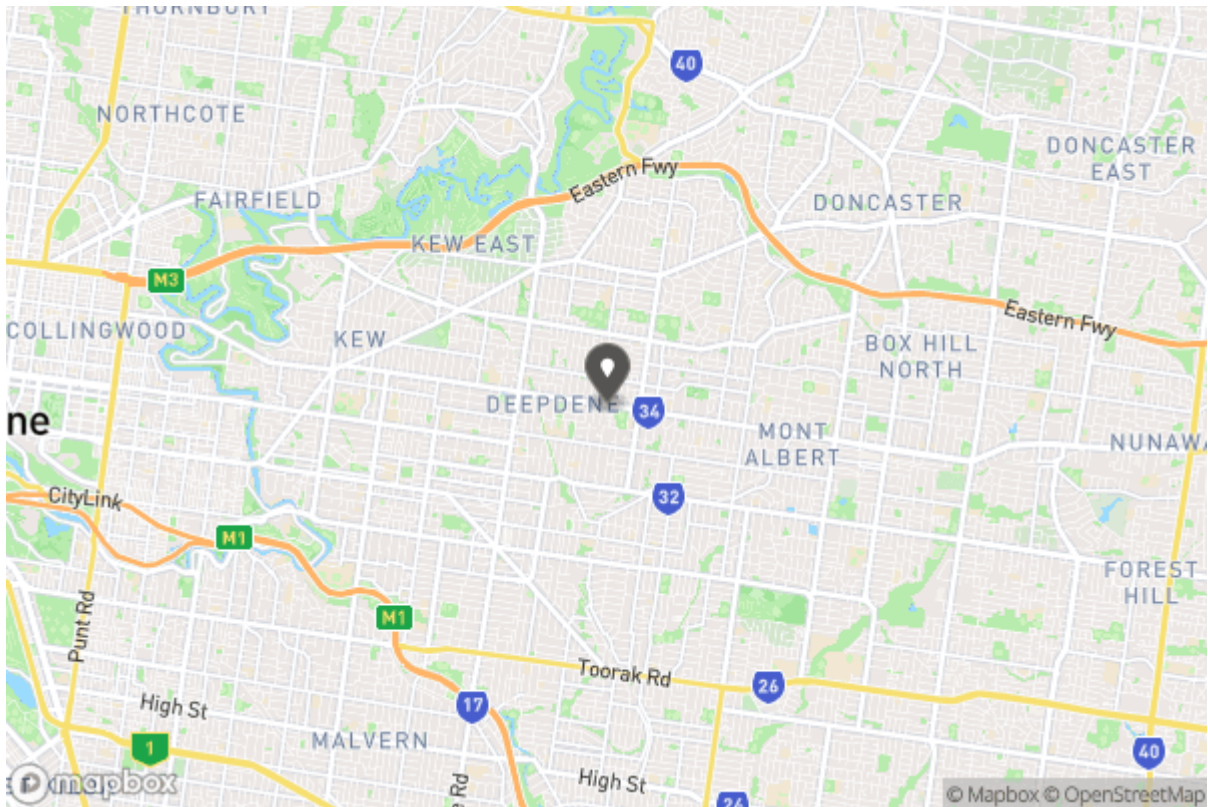 THORNBURY
40
NORTHCOTE
DONCASTER
EAST
Eastern Fwy
FAIRFIELD
DONCASTER
KEW EAST
M3
Eastern Fwy
COLLINGWOOD
KEW
BOX HILL
NORTH
DEEPDENE
34
ne
MONT
ALBERT
NUNAWA
CityLink
32
M1
FOREST
HILL
M1
Punt Rd
Toorak Rd
26
17
High St
MALVERN
1
40
High St
mapbox
e Rd
26
© Mapbox © OpenStreetMap